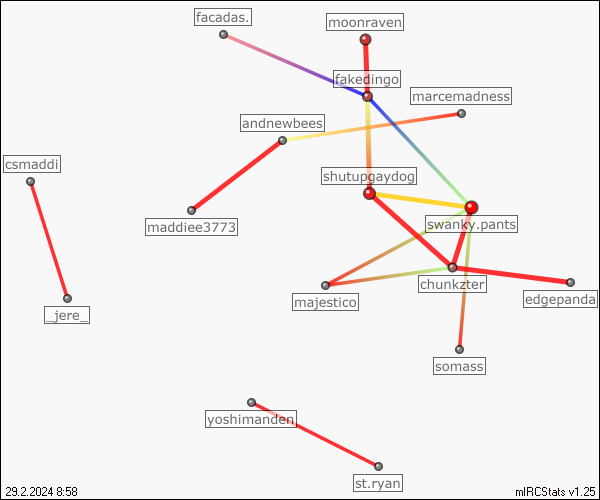 facadas.
moonraven
fakedingo
marcemadness
andnewbees
csmaddi
shutupgaydog
maddiee3773
swanky.pants
chunkzter
majestico
edgepanda
_jere_
somass
yoshimanden
st.ryan
29.2.2024 8:58
mIRCStats v1.25